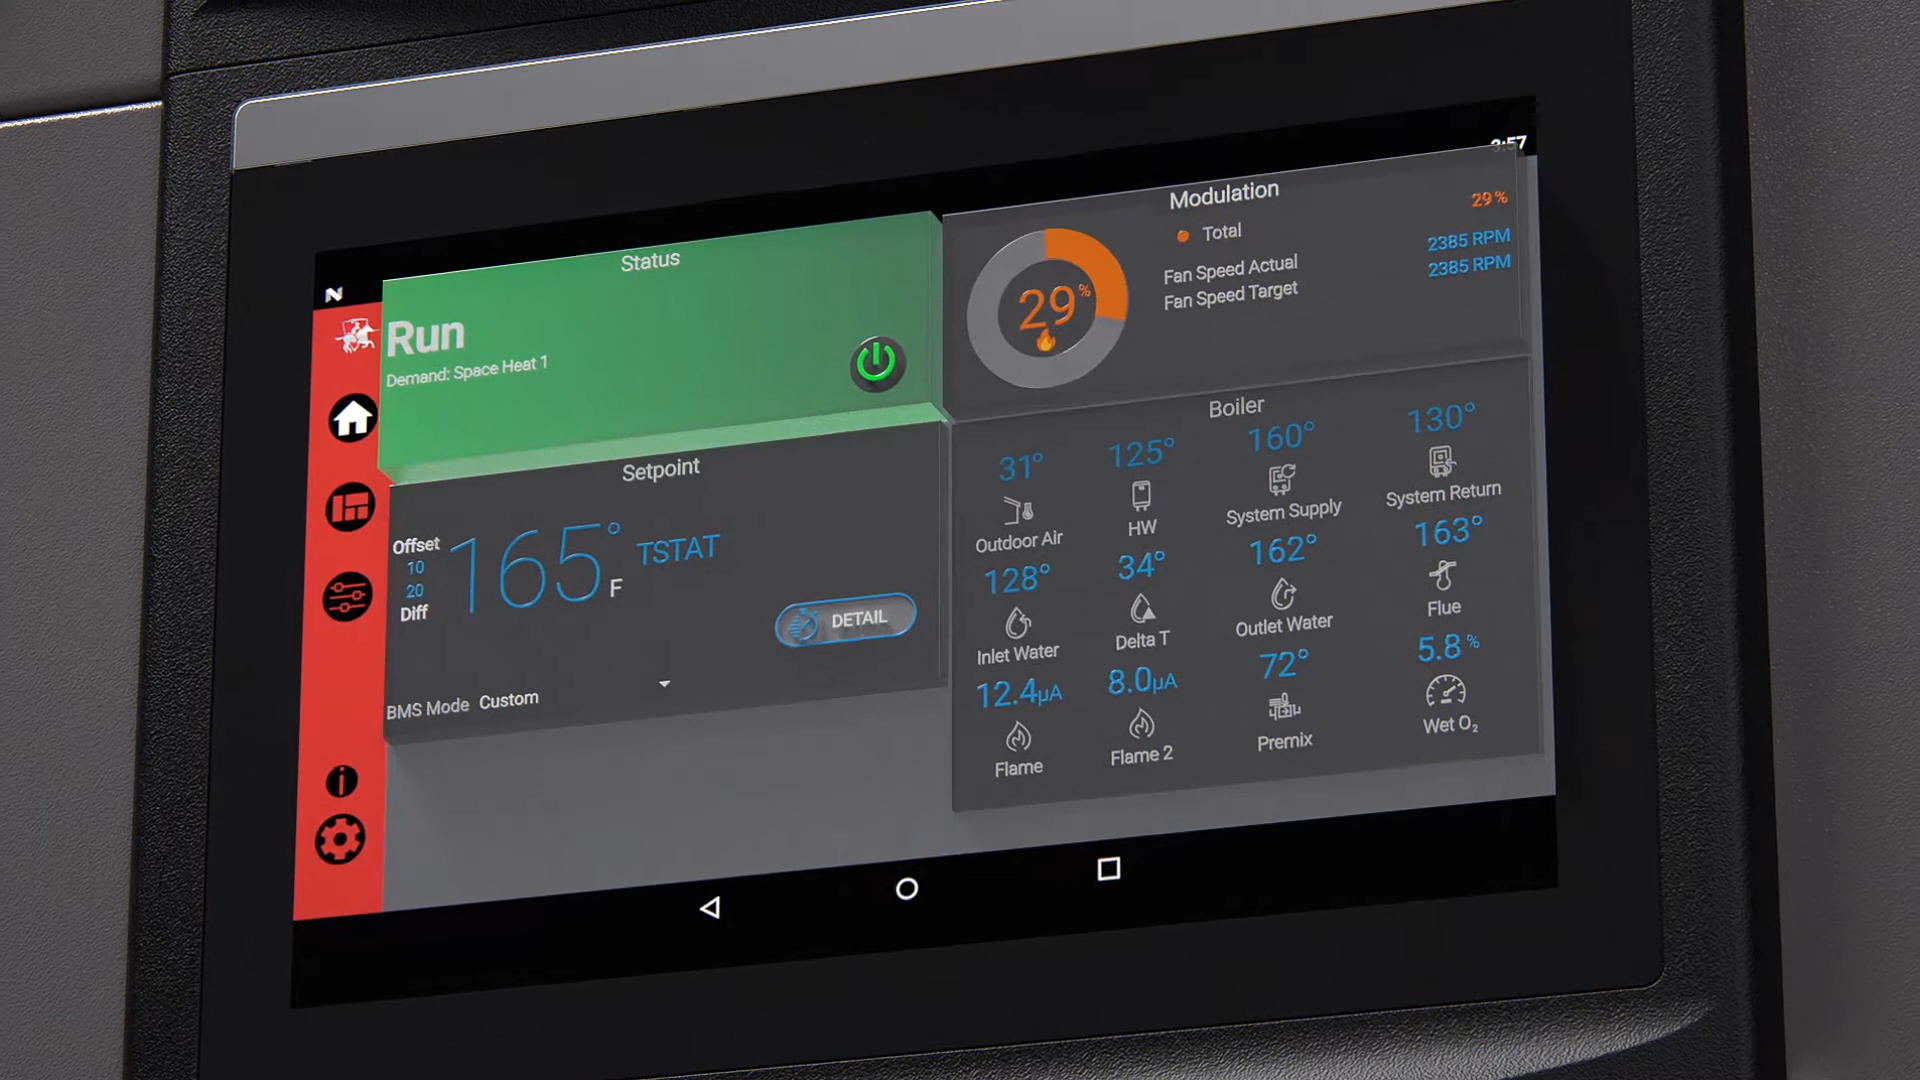 3:57
Status
Run
Demand: Space Heat 1
Modulation
29%
Total
29%
Fan Speed Actual 2385 RPM
Fan Speed Target 2385 RPM
Setpoint
Offset
10
20
Diff
165° F TSTAT
DETAIL
BMS Mode Custom
Boiler
31° 125° 160° 130°
Outdoor Air HW System Supply System Return
128° 34° 162° 163°
Inlet Water Delta T Outlet Water Flue
12.4µA 8.0µA 72° 5.8 %
Flame Flame 2 Premix Wet O₂